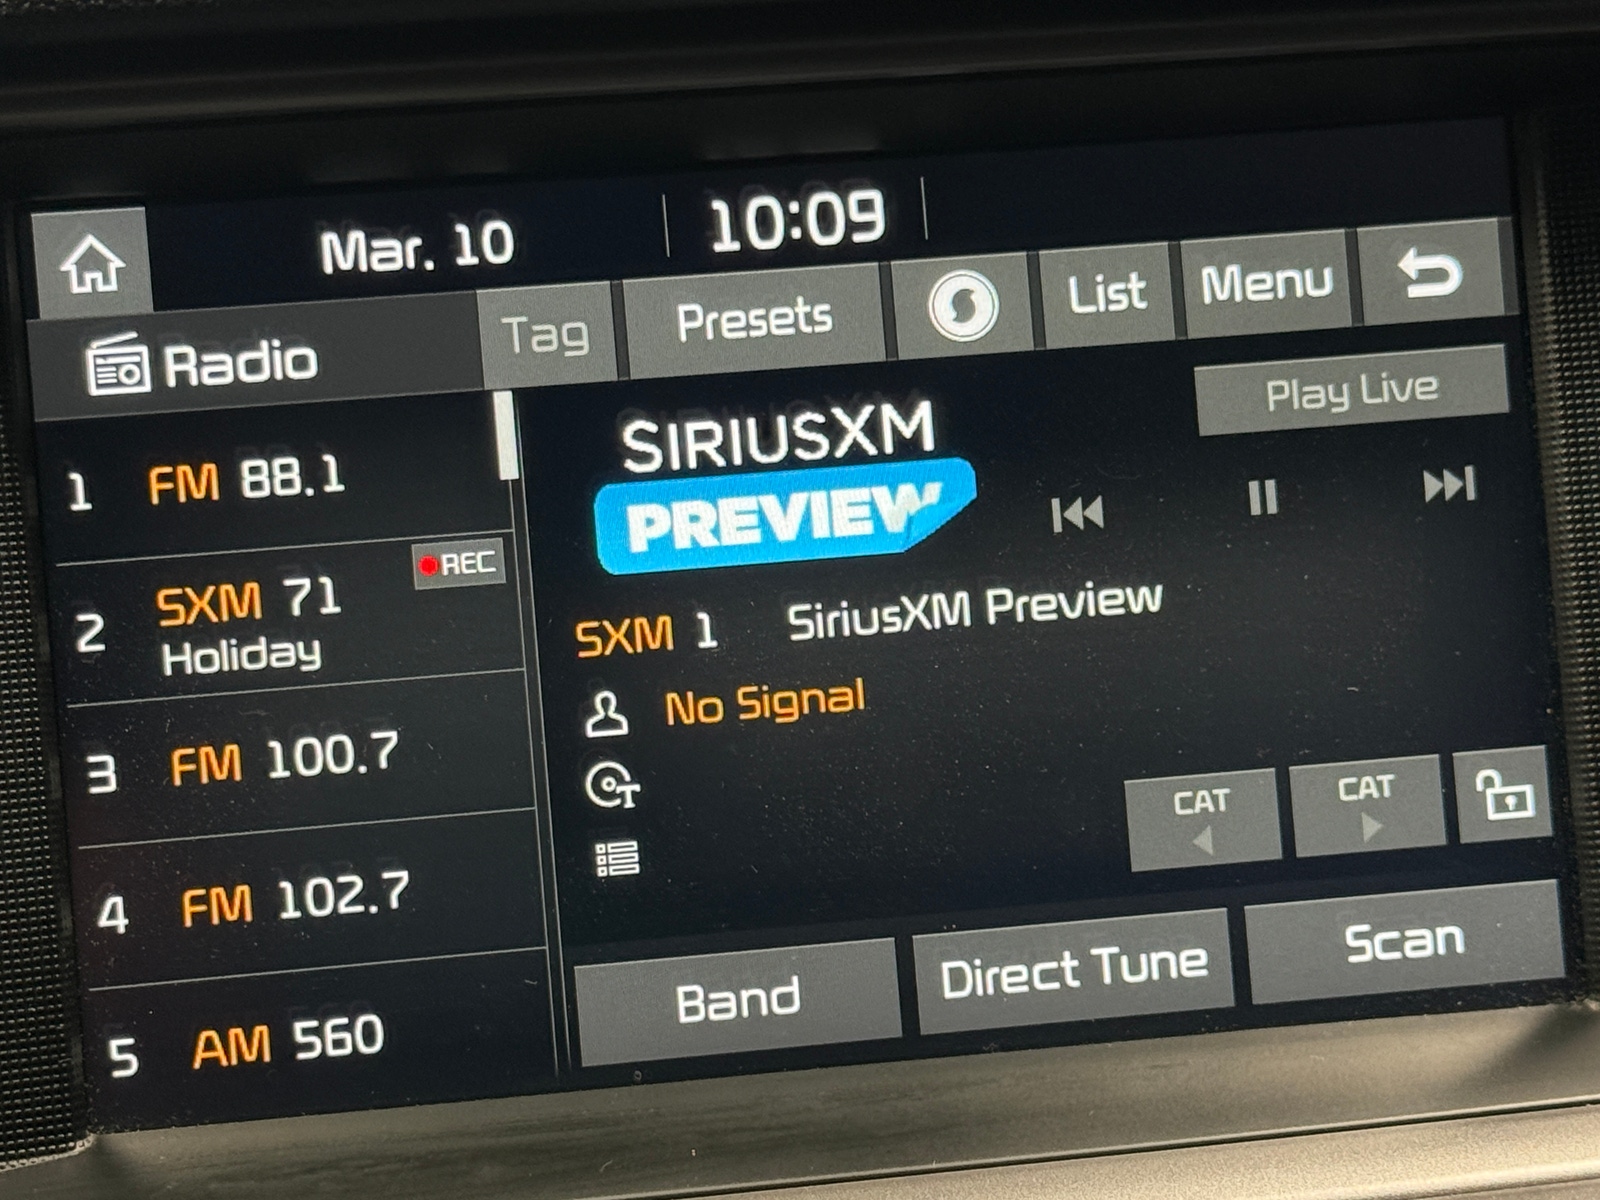 Mar. 10
10:09
Radio
Tag
Presets
List
Menu
1 FM 88.1
2 SXM 71 REC
Holiday
3 FM 100.7
4 FM 102.7
5 AM 560
SIRIUSXM
PREVIEW
Play Live
SXM 1 SiriusXM Preview
No Signal
T
CAT
CAT
Band
Direct Tune
Scan